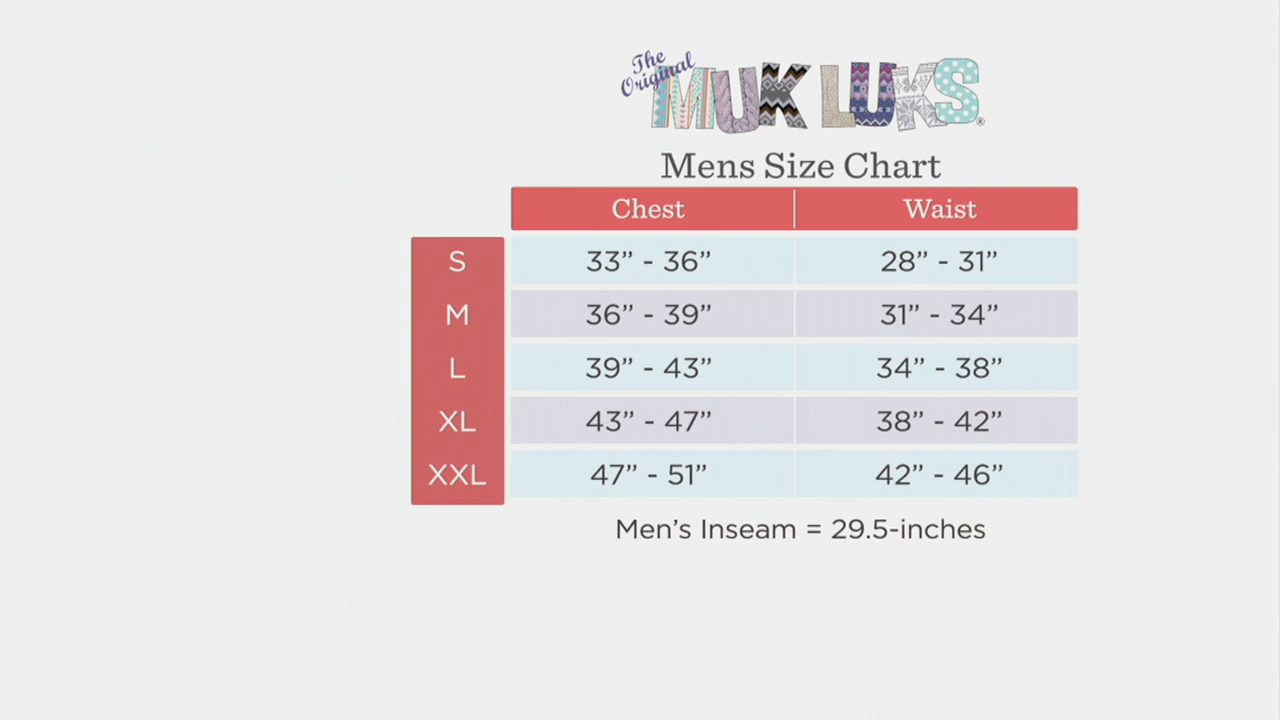 The Original
MUK LUKS®
Mens Size Chart
Chest Waist
S 33” - 36” 28” - 31”
M 36” - 39” 31” - 34”
L 39” - 43” 34” - 38”
XL 43” - 47” 38” - 42”
XXL 47” - 51” 42” - 46”
Men’s Inseam = 29.5-inches